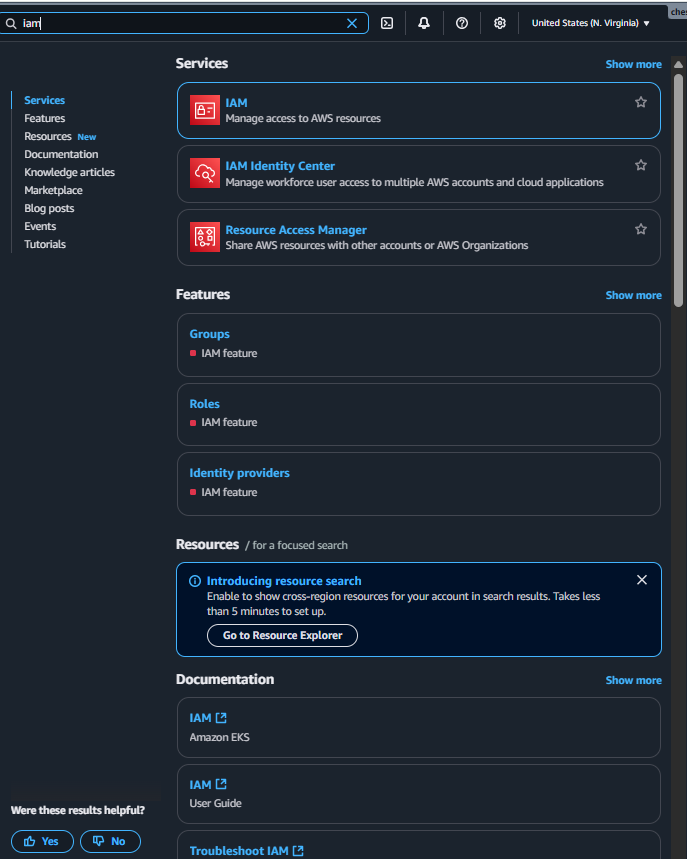 iam
United States (N. Virginia)
Services
Features
Resources New
Documentation
Knowledge articles
Marketplace
Blog posts
Events
Tutorials
Services
Show more
IAM
Manage access to AWS resources
IAM Identity Center
Manage workforce user access to multiple AWS accounts and cloud applications
Resource Access Manager
Share AWS resources with other accounts or AWS Organizations
Features
Show more
Groups
IAM feature
Roles
IAM feature
Identity providers
IAM feature
Resources / for a focused search
Introducing resource search
Enable to show cross-region resources for your account in search results. Takes less
than 5 minutes to set up.
Go to Resource Explorer
Documentation
Show more
IAM
Amazon EKS
IAM
User Guide
Troubleshoot IAM
Were these results helpful?
Yes
No